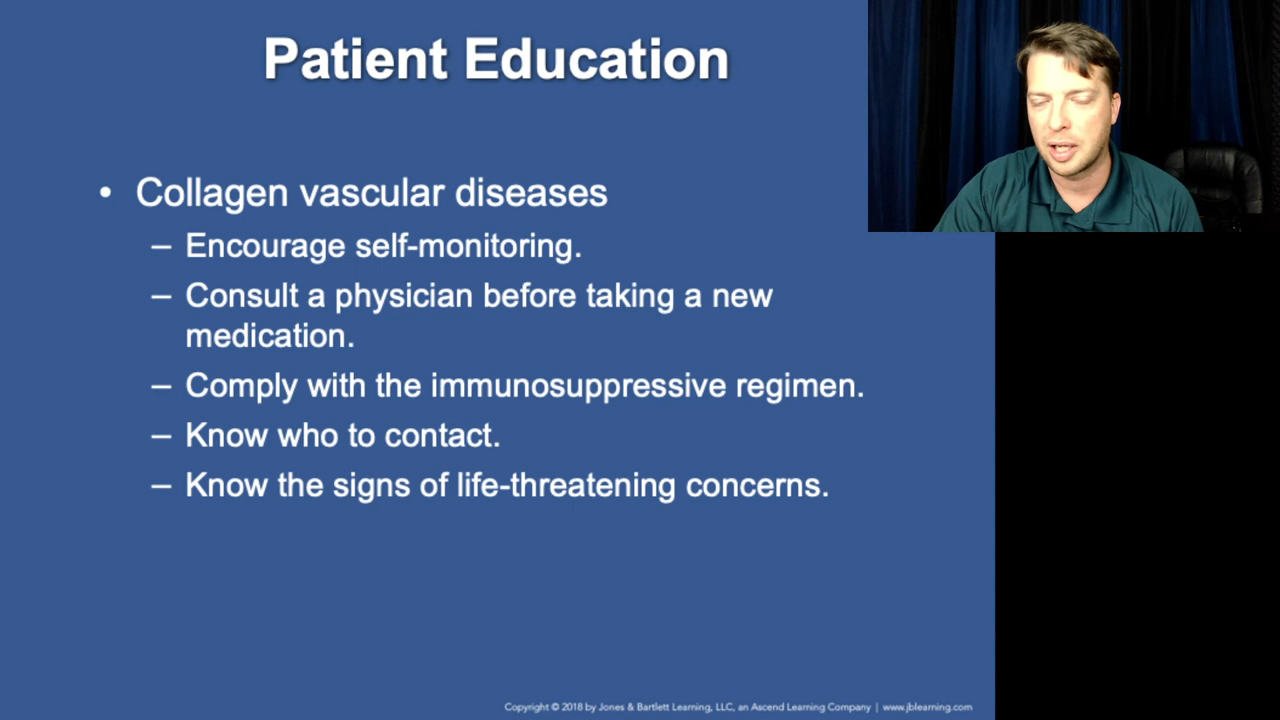 Patient Education
• Collagen vascular diseases
– Encourage self-monitoring.
– Consult a physician before taking a new
medication.
– Comply with the immunosuppressive regimen.
– Know who to contact.
– Know the signs of life-threatening concerns.
Copyright © 2018 by Jones & Bartlett Learning, LLC, an Ascend Learning Company | www.jblearning.com